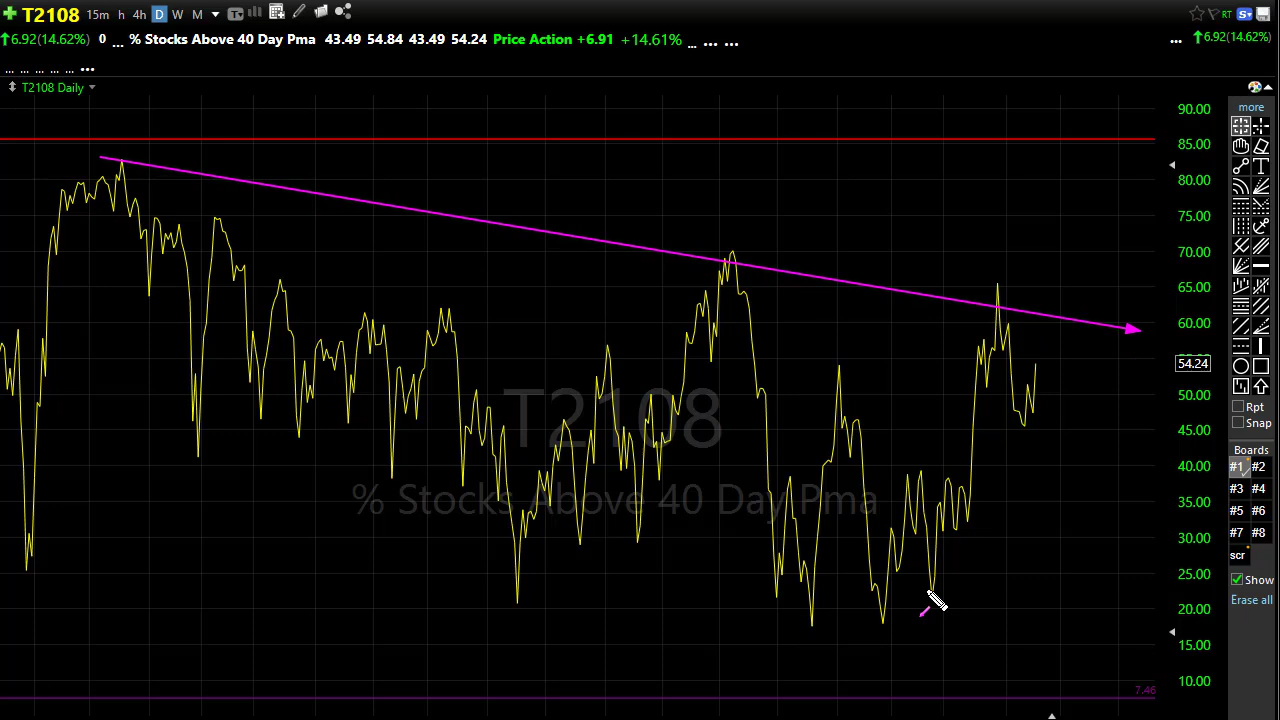 T2108 15m h 4h D W M T RT S
6.92(14.62%) 0 ... % Stocks Above 40 Day Pma 43.49 54.84 43.49 54.24 Price Action +6.91 +14.61% ... ... ... ... 6.92(14.62%)
... ... ... ... ... ...
T2108 Daily
more
90.00
85.00
80.00
75.00
70.00
65.00
60.00
54.24
50.00
45.00
40.00
35.00
30.00
25.00
20.00
15.00
10.00
7.46
T2108
% Stocks Above 40 Day Pma
T
Rpt
Snap
Boards
#1 #2
#3 #4
#5 #6
#7 #8
scr
Show
Erase all